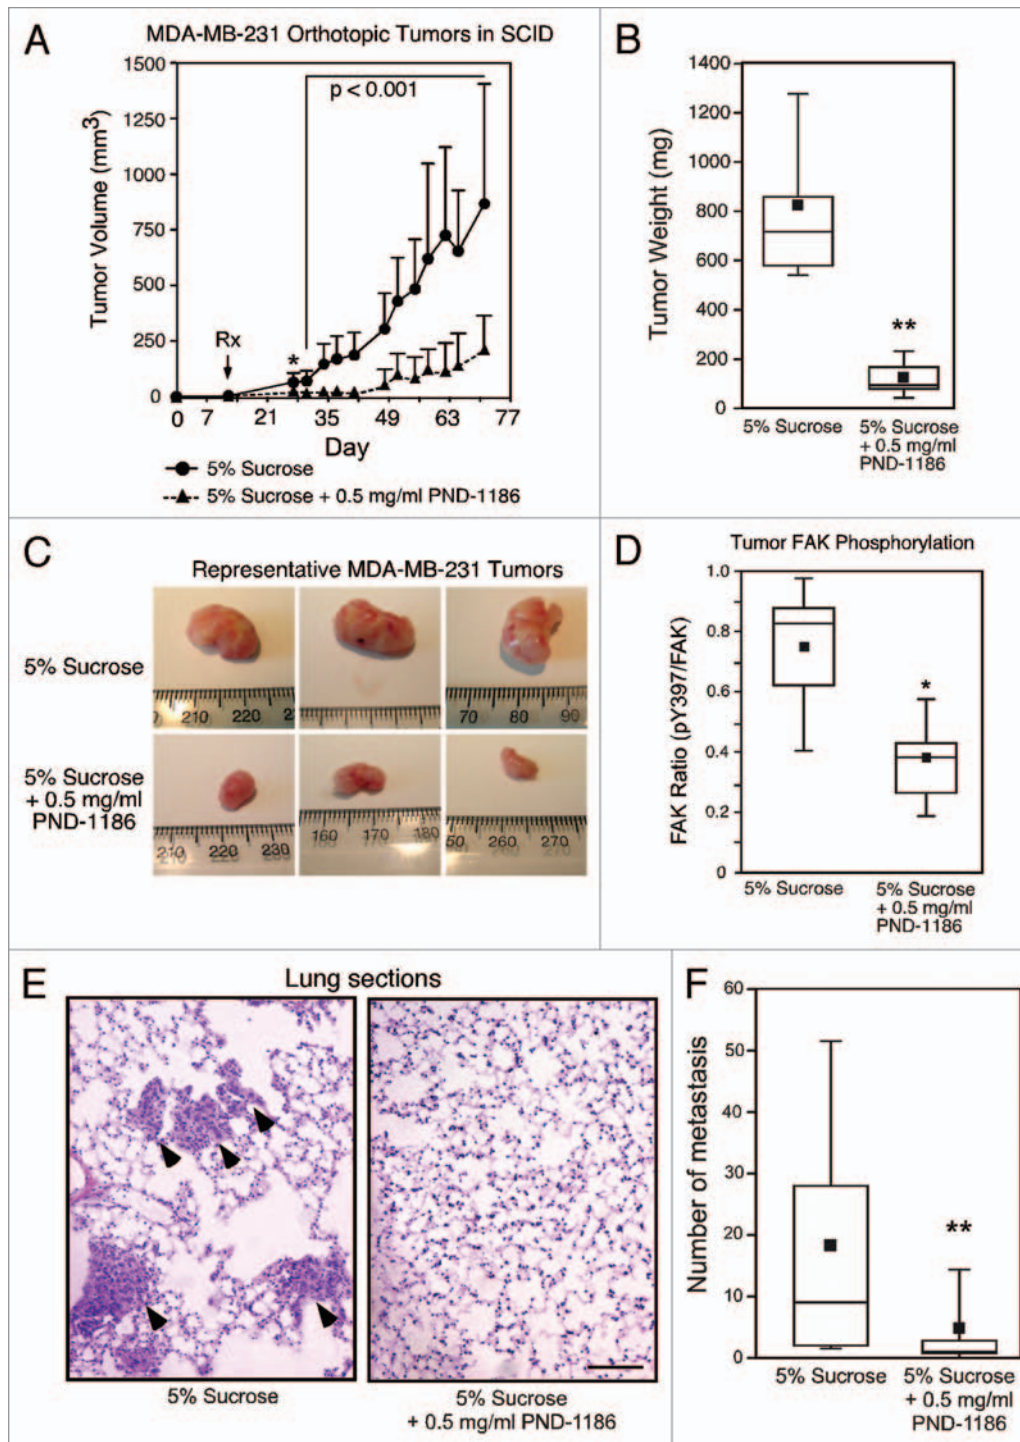 A
MDA-MB-231 Orthotopic Tumors in SCID
Tumor Volume (mm3)
1500
1250
1000
750
500
250
0
p < 0.001
Rx
*
0 7 21 35 49 63 77
Day
5% Sucrose
5% Sucrose + 0.5 mg/ml PND-1186
B
Tumor Weight (mg)
1400
1200
1000
800
600
400
200
0
**
5% Sucrose
5% Sucrose
+ 0.5 mg/ml
PND-1186
C
Representative MDA-MB-231 Tumors
5% Sucrose
210 220
70 80 90
5% Sucrose
+ 0.5 mg/ml
PND-1186
210 220 230
160 170 180
50 260 270
D
Tumor FAK Phosphorylation
FAK Ratio (pY397/FAK)
1.0
0.8
0.6
0.4
0.2
0
*
5% Sucrose
5% Sucrose
+ 0.5 mg/ml
PND-1186
E
Lung sections
5% Sucrose
5% Sucrose
+ 0.5 mg/ml PND-1186
F
Number of metastasis
60
50
40
30
20
10
0
**
5% Sucrose
5% Sucrose
+ 0.5 mg/ml
PND-1186